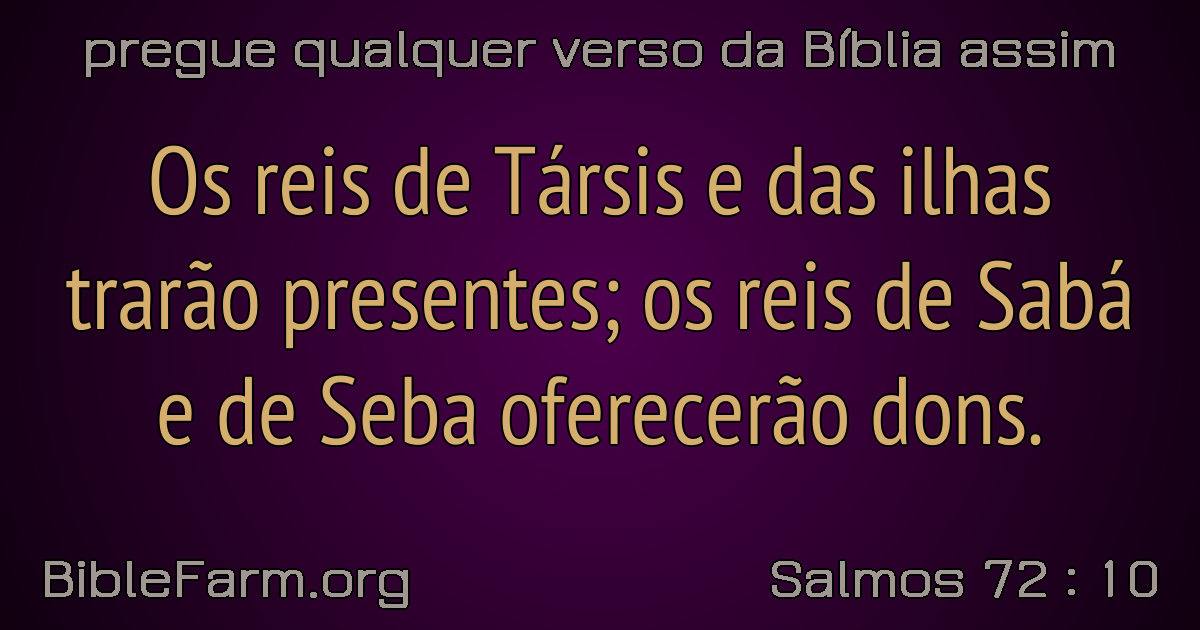 pregue qualquer verso da Bíblia assim
Os reis de Társis e das ilhas
trarão presentes; os reis de Sabá
e de Seba oferecerão dons.
BibleFarm.org
Salmos 72 : 10